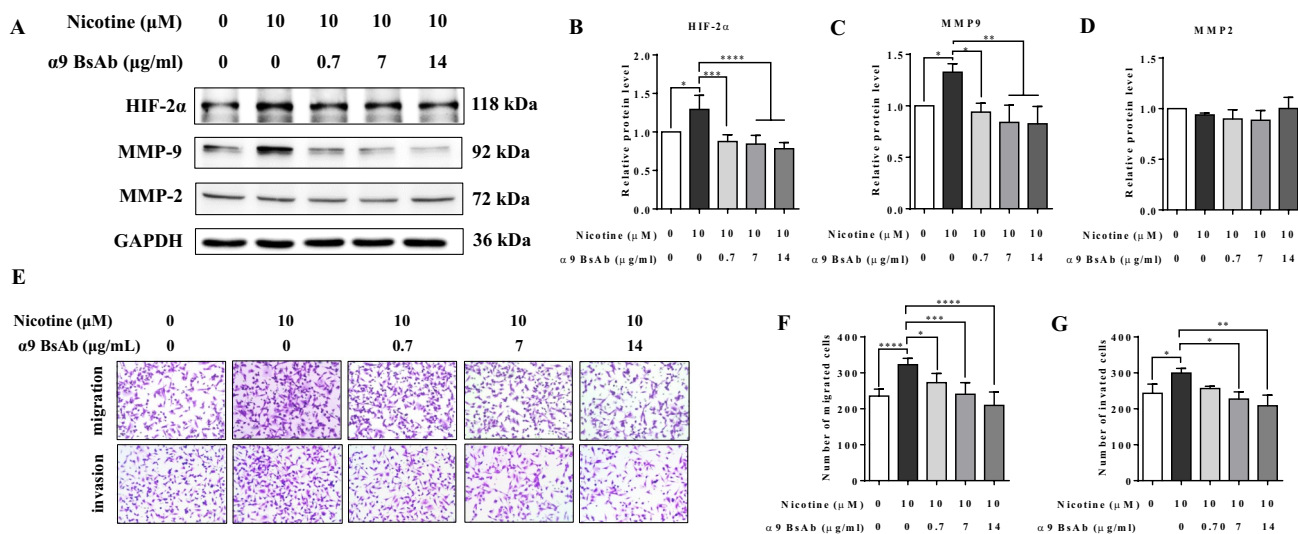 A
Nicotine (μM) 0 10 10 10 10
α9 BsAb (μg/ml) 0 0 0.7 7 14
HIF-2α 118 kDa
MMP-9 92 kDa
MMP-2 72 kDa
GAPDH 36 kDa
B
HIF-2α
Relative protein level
2.0
1.5
1.0
0.5
0.0
* *** ****
Nicotine (μM) 0 10 10 10 10
α9 BsAb (μg/ml) 0 0 0.7 7 14
C
MMP9
Relative protein level
1.5
1.0
0.5
0.0
* * **
Nicotine (μM) 0 10 10 10 10
α9 BsAb (μg/ml) 0 0 0.7 7 14
D
MMP2
Relative protein level
1.5
1.0
0.5
0.0
Nicotine (μM) 0 10 10 10 10
α9 BsAb (μg/ml) 0 0 0.7 7 14
E
Nicotine (μM) 0 10 10 10 10
α9 BsAb (μg/mL) 0 0 0.7 7 14
migration
invasion
F
Number of migrated cells
400
300
200
100
0
**** * *** ****
Nicotine (μM) 0 10 10 10 10
α9 BsAb (μg/ml) 0 0 0.7 7 14
G
Number of invated cells
400
300
200
100
0
* * **
Nicotine (μM) 0 10 10 10 10
α9 BsAb (μg/ml) 0 0 0.70 7 14